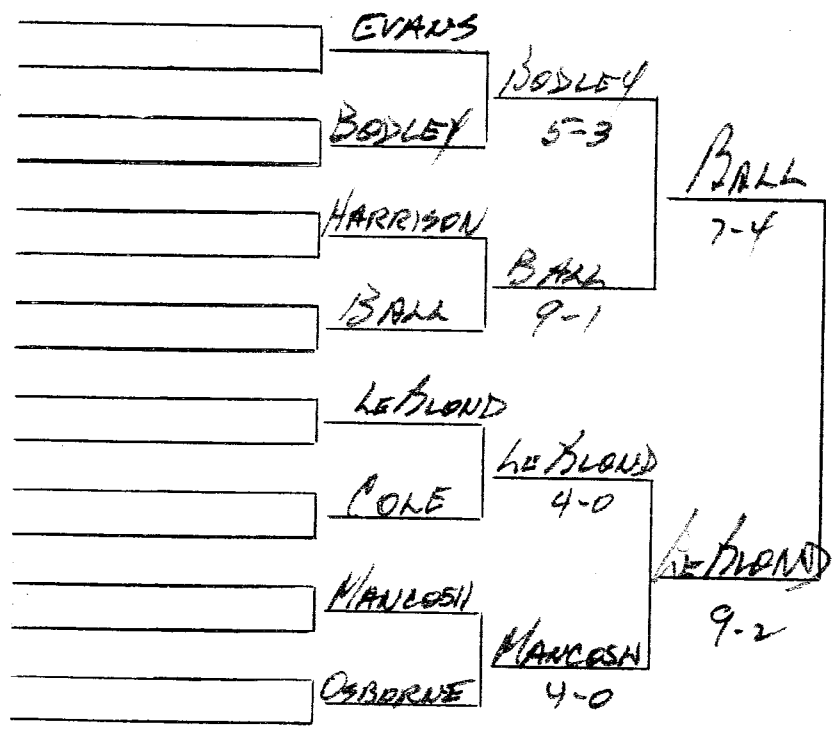 EVANS
BODLEY
HARRISON
BALL
LEBLOND
COLE
MANCOSH
OSBORNE
BODLEY
5-3
BALL
9-1
LEBLOND
4-0
MANCOSH
4-0
BALL
7-4
LEBLOND
9-2